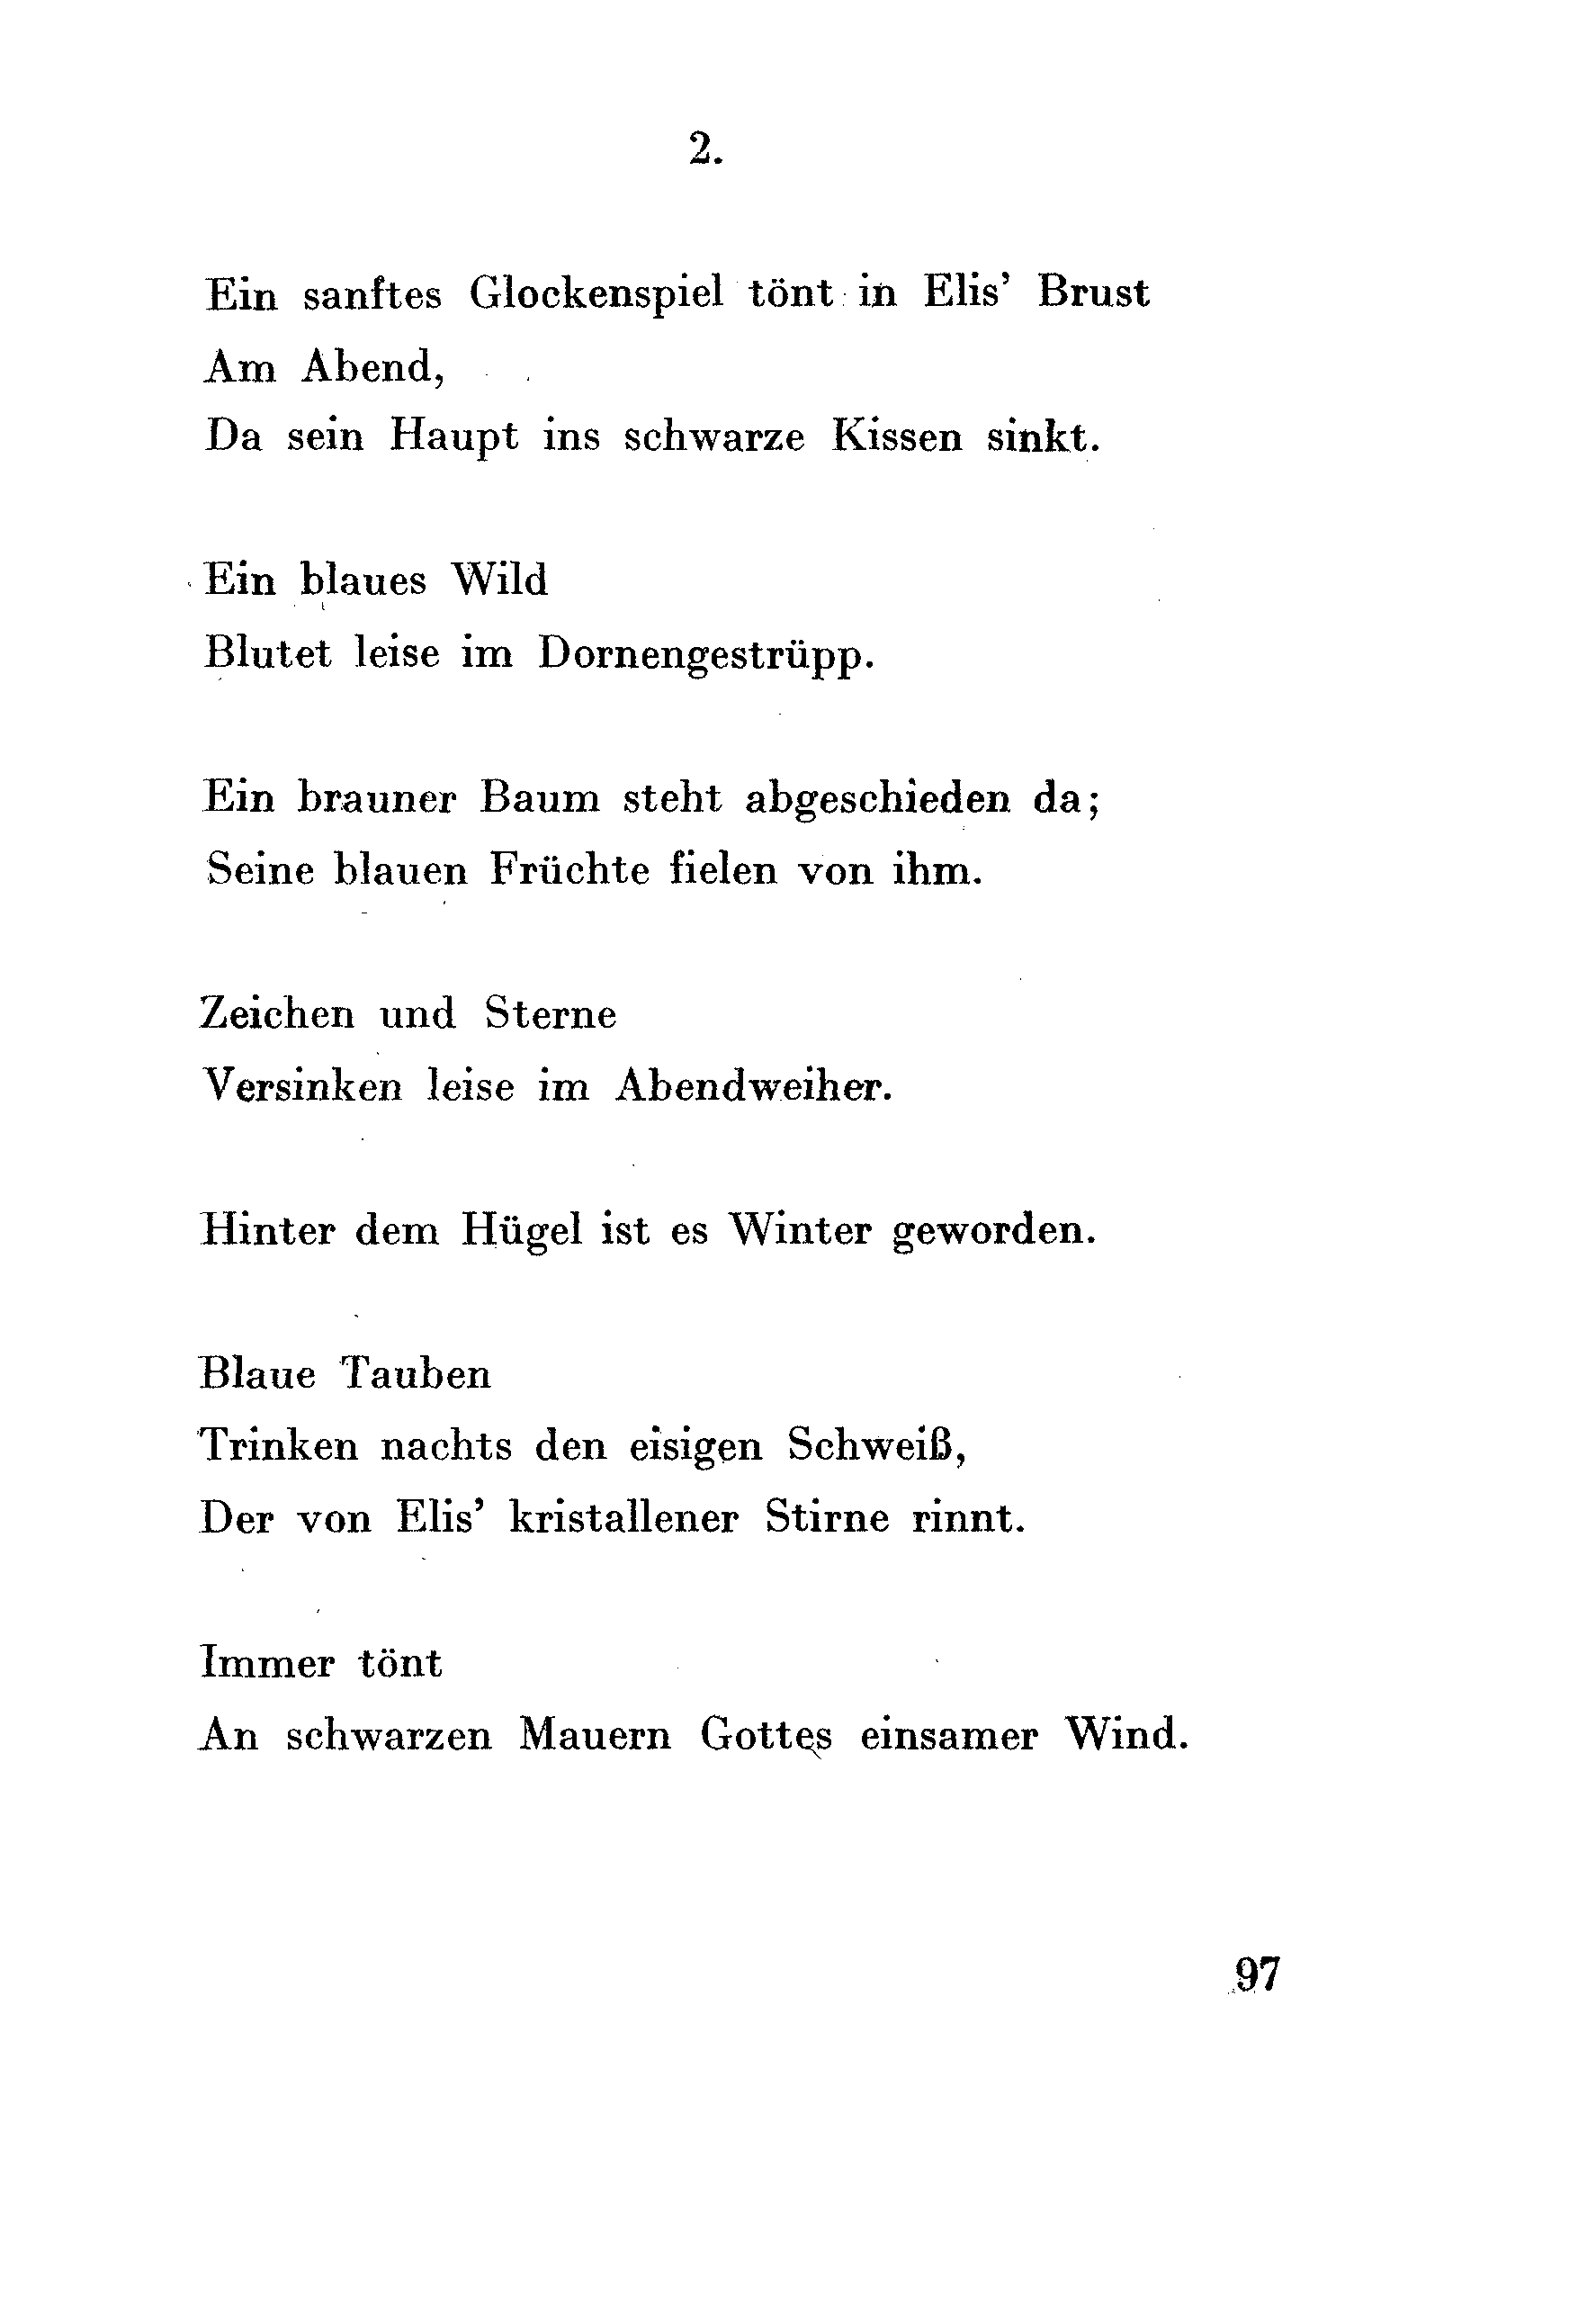 2.
Ein sanftes Glockenspiel tönt in Elis’ Brust
Am Abend,
Da sein Haupt ins schwarze Kissen sinkt.
Ein blaues Wild
Blutet leise im Dornengestrüpp.
Ein brauner Baum steht abgeschieden da;
Seine blauen Früchte fielen von ihm.
Zeichen und Sterne
Versinken leise im Abendweiher.
Hinter dem Hügel ist es Winter geworden.
Blaue Tauben
Trinken nachts den eisigen Schweiß,
Der von Elis’ kristallener Stirne rinnt.
Immer tönt
An schwarzen Mauern Gottes einsamer Wind.
97